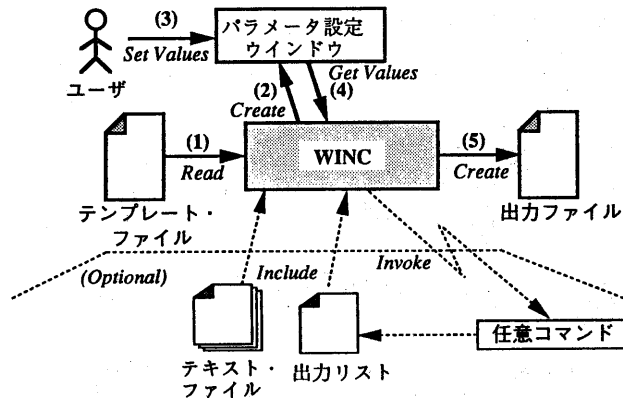 (3)
Set Values
ユーザ
パラメータ設定
ウインドウ
(2)
Create
Get Values
(4)
(1)
Read
WINC
(5)
Create
テンプレート・
ファイル
出力ファイル
(Optional)
Include
Invoke
テキスト・
ファイル
出力リスト
任意コマンド